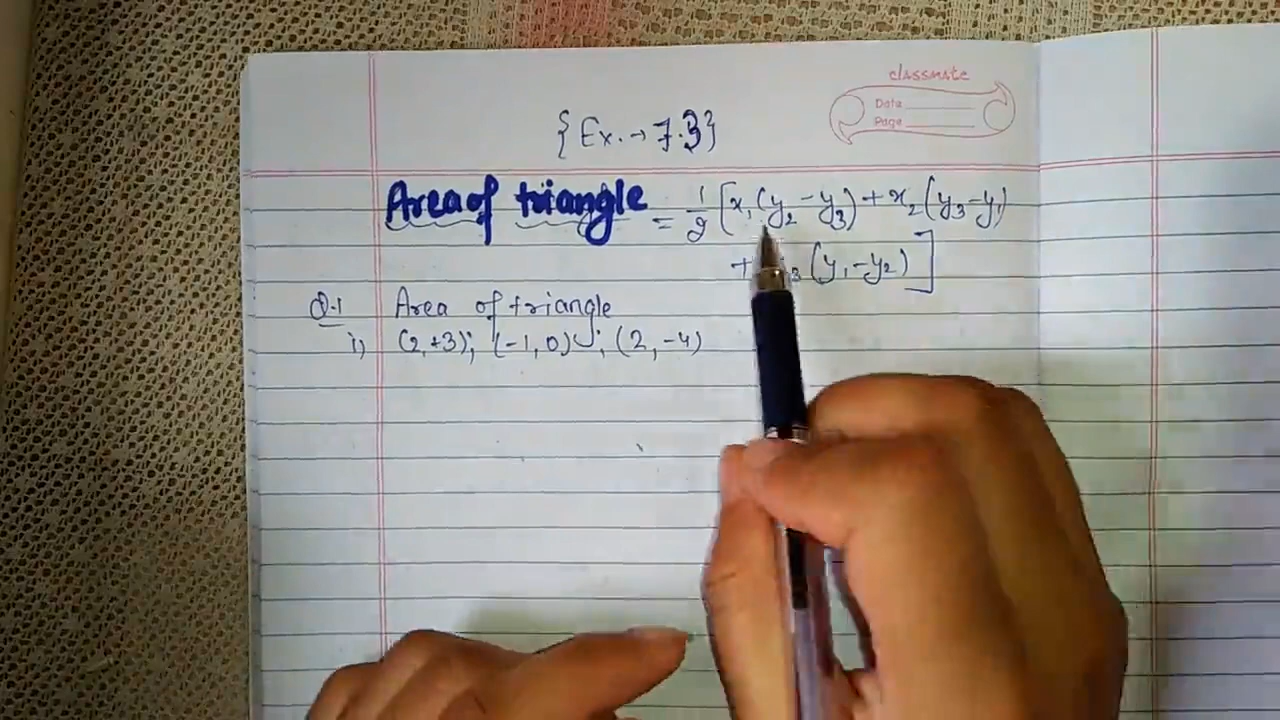 classmate
Date
Page
{Ex. → 7.3}
Area of triangle = 1/2 [x₁(y₂ - y₃) + x₂(y₃ - y₁)
+ ₃ (y₁ - y₂) ]
Q.1 Area of triangle
i) (2, +3); (-1, 0) ; (2, -4)